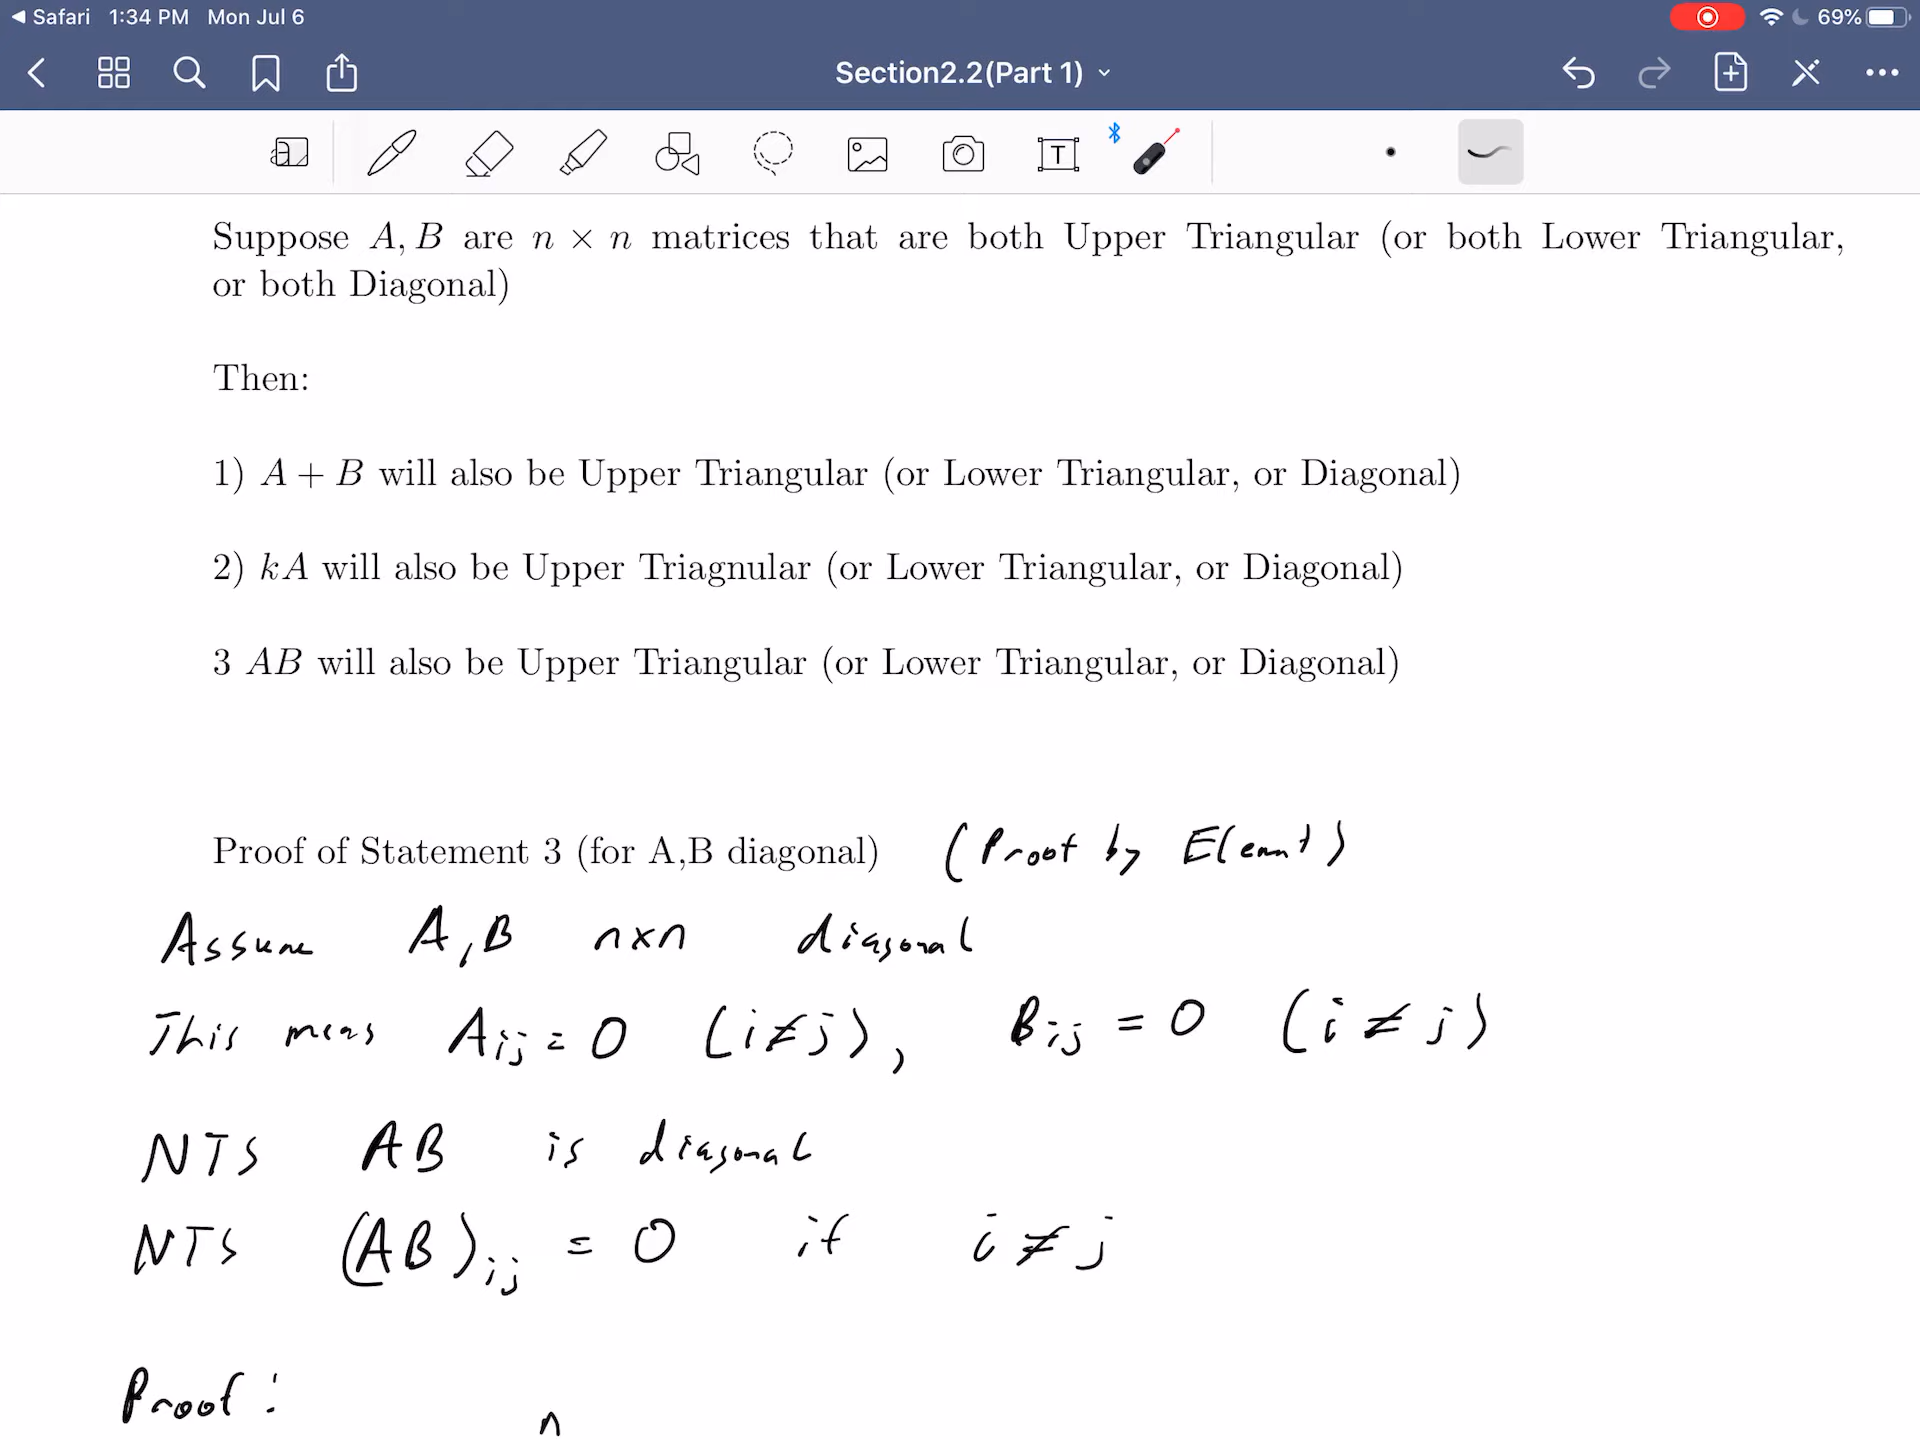 ◀ Safari 1:34 PM Mon Jul 6 69%
Section2.2(Part 1)
T
Suppose A, B are n × n matrices that are both Upper Triangular (or both Lower Triangular,
or both Diagonal)
Then:
1) A + B will also be Upper Triangular (or Lower Triangular, or Diagonal)
2) kA will also be Upper Triagnular (or Lower Triangular, or Diagonal)
3 AB will also be Upper Triangular (or Lower Triangular, or Diagonal)
Proof of Statement 3 (for A,B diagonal) (Proof by Element)
Assume A, B n×n diagonal
This means A_ij = 0 (i≠j), B_ij = 0 (i ≠ j)
NTS AB is diagonal
NTS (AB)_ij = 0 if i ≠ j
Proof:
n